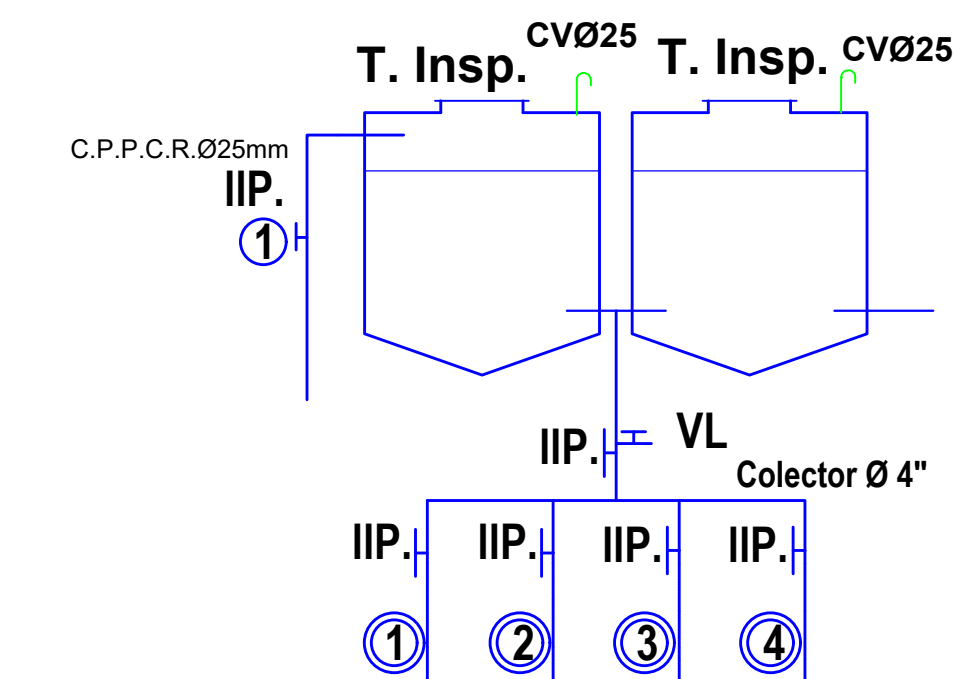 CVØ25
CVØ25
T. Insp.
T. Insp.
C.P.P.C.R.Ø25mm
IIP.
1
IIP.
VL
Colector Ø 4"
IIP.
IIP.
IIP.
IIP.
1
2
3
4